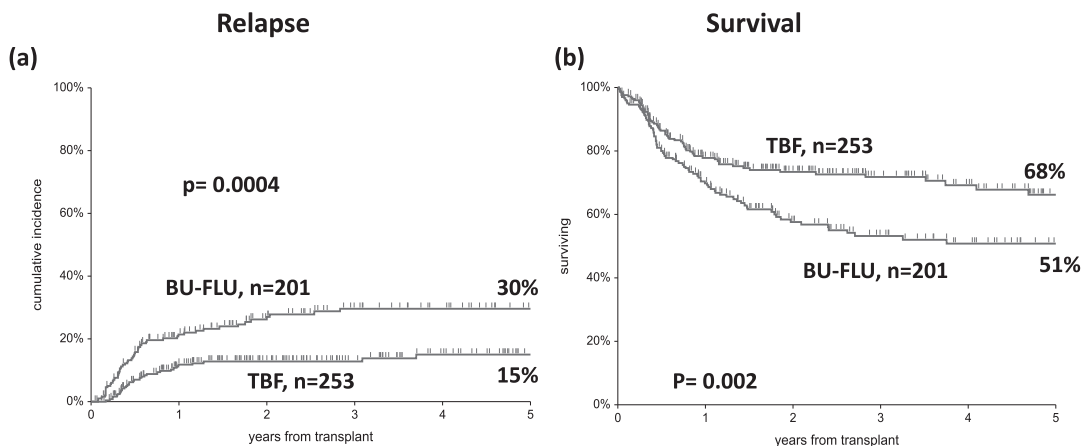 Relapse
(a)
100%
80%
60%
40%
20%
0%
cumulative incidence
p= 0.0004
BU-FLU, n=201
30%
TBF, n=253
15%
0 1 2 3 4 5
years from transplant
Survival
(b)
100%
80%
60%
40%
20%
0%
surviving
TBF, n=253
68%
BU-FLU, n=201
51%
P= 0.002
0 1 2 3 4 5
years from transplant